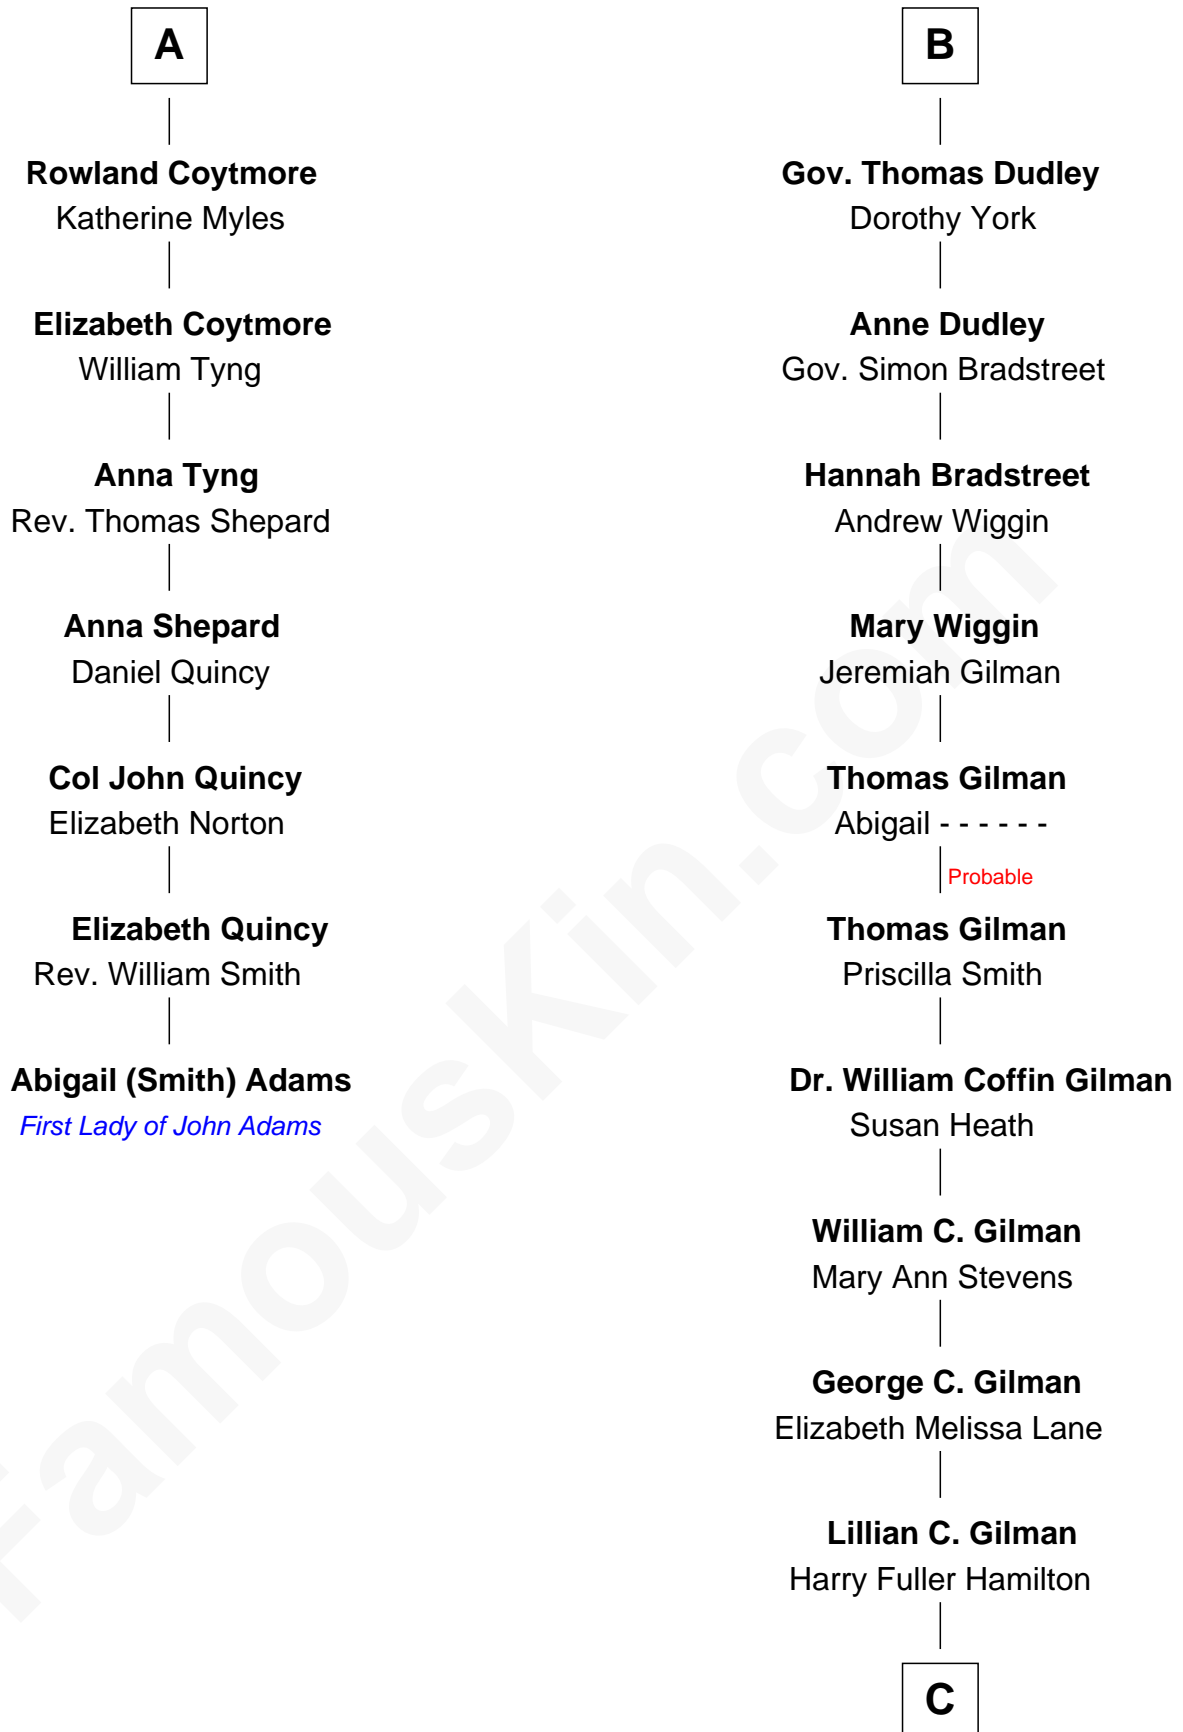 A
Rowland Coytmore
Katherine Myles
Elizabeth Coytmore
William Tyng
Anna Tyng
Rev. Thomas Shepard
Anna Shepard
Daniel Quincy
Col John Quincy
Elizabeth Norton
Elizabeth Quincy
Rev. William Smith
Abigail (Smith) Adams
First Lady of John Adams
B
Gov. Thomas Dudley
Dorothy York
Anne Dudley
Gov. Simon Bradstreet
Hannah Bradstreet
Andrew Wiggin
Mary Wiggin
Jeremiah Gilman
Thomas Gilman
Abigail - - - - - -
Probable
Thomas Gilman
Priscilla Smith
Dr. William Coffin Gilman
Susan Heath
William C. Gilman
Mary Ann Stevens
George C. Gilman
Elizabeth Melissa Lane
Lillian C. Gilman
Harry Fuller Hamilton
C
FamousKin.com